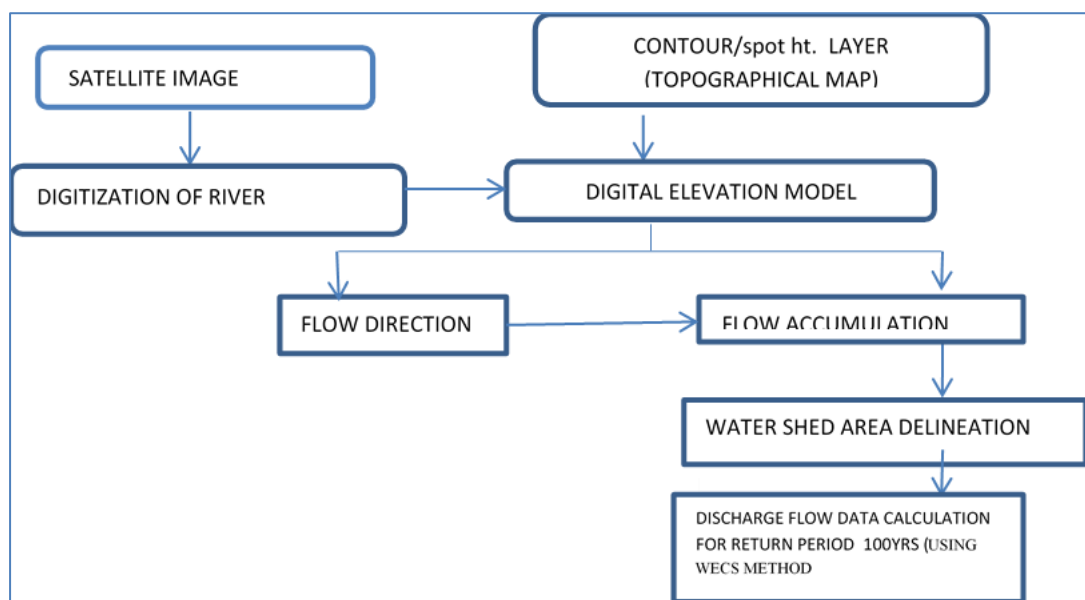 SATELLITE IMAGE
CONTOUR/spot ht. LAYER
(TOPOGRAPHICAL MAP)
DIGITIZATION OF RIVER
DIGITAL ELEVATION MODEL
FLOW DIRECTION
FLOW ACCUMULATION
WATER SHED AREA DELINEATION
DISCHARGE FLOW DATA CALCULATION
FOR RETURN PERIOD 100YRS (USING
WECS METHOD